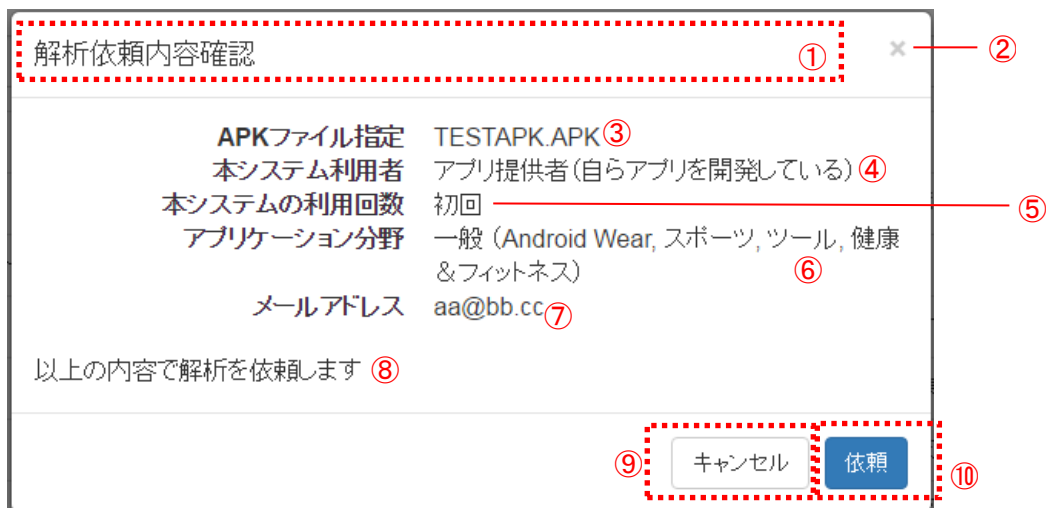 解析依頼内容確認 ① × ②
APKファイル指定 TESTAPK.APK ③
本システム利用者 アプリ提供者(自らアプリを開発している) ④
本システムの利用回数 初回 ⑤
アプリケーション分野 一般 (Android Wear, スポーツ, ツール, 健康
&フィットネス) ⑥
メールアドレス aa@bb.cc ⑦
以上の内容で解析を依頼します ⑧
⑨ キャンセル 依頼 ⑩